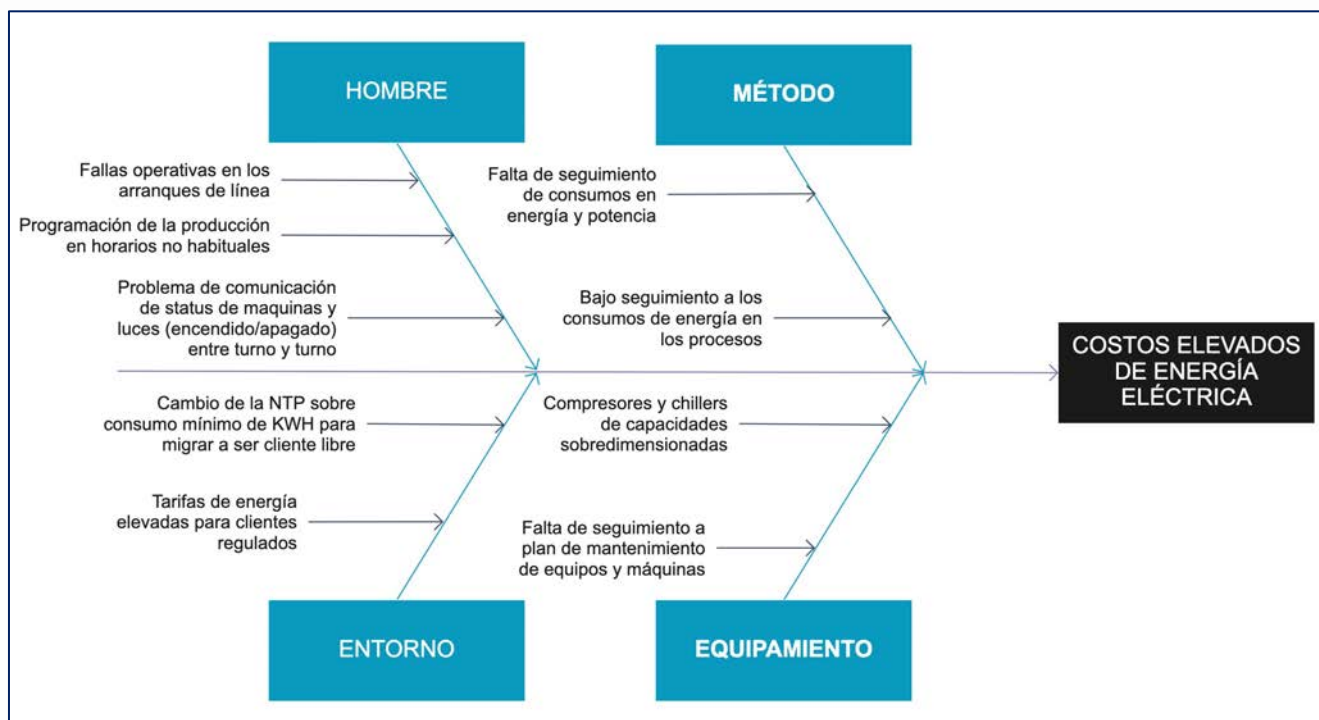 HOMBRE
MÉTODO
Fallas operativas en los
arranques de línea
Programación de la producción
en horarios no habituales
Problema de comunicación
de status de maquinas y
luces (encendido/apagado)
entre turno y turno
Falta de seguimiento
de consumos en
energía y potencia
Bajo seguimiento a los
consumos de energía en
los procesos
COSTOS ELEVADOS
DE ENERGÍA
ELÉCTRICA
Cambio de la NTP sobre
consumo mínimo de KWH para
migrar a ser cliente libre
Tarifas de energía
elevadas para clientes
regulados
Compresores y chillers
de capacidades
sobredimensionadas
Falta de seguimiento a
plan de mantenimiento
de equipos y máquinas
ENTORNO
EQUIPAMIENTO